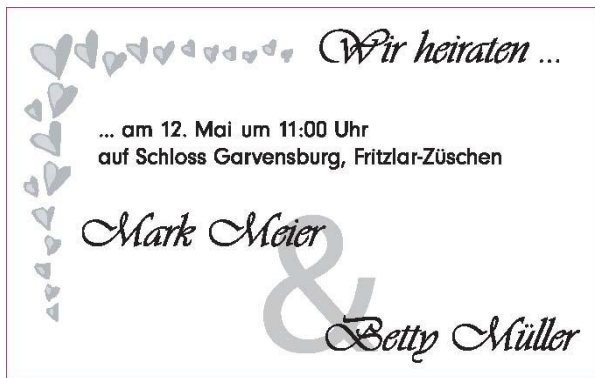 Wir heiraten ...
... am 12. Mai um 11:00 Uhr
auf Schloss Garvensburg, Fritzlar-Züschen
Mark Meier
&
Betty Müller